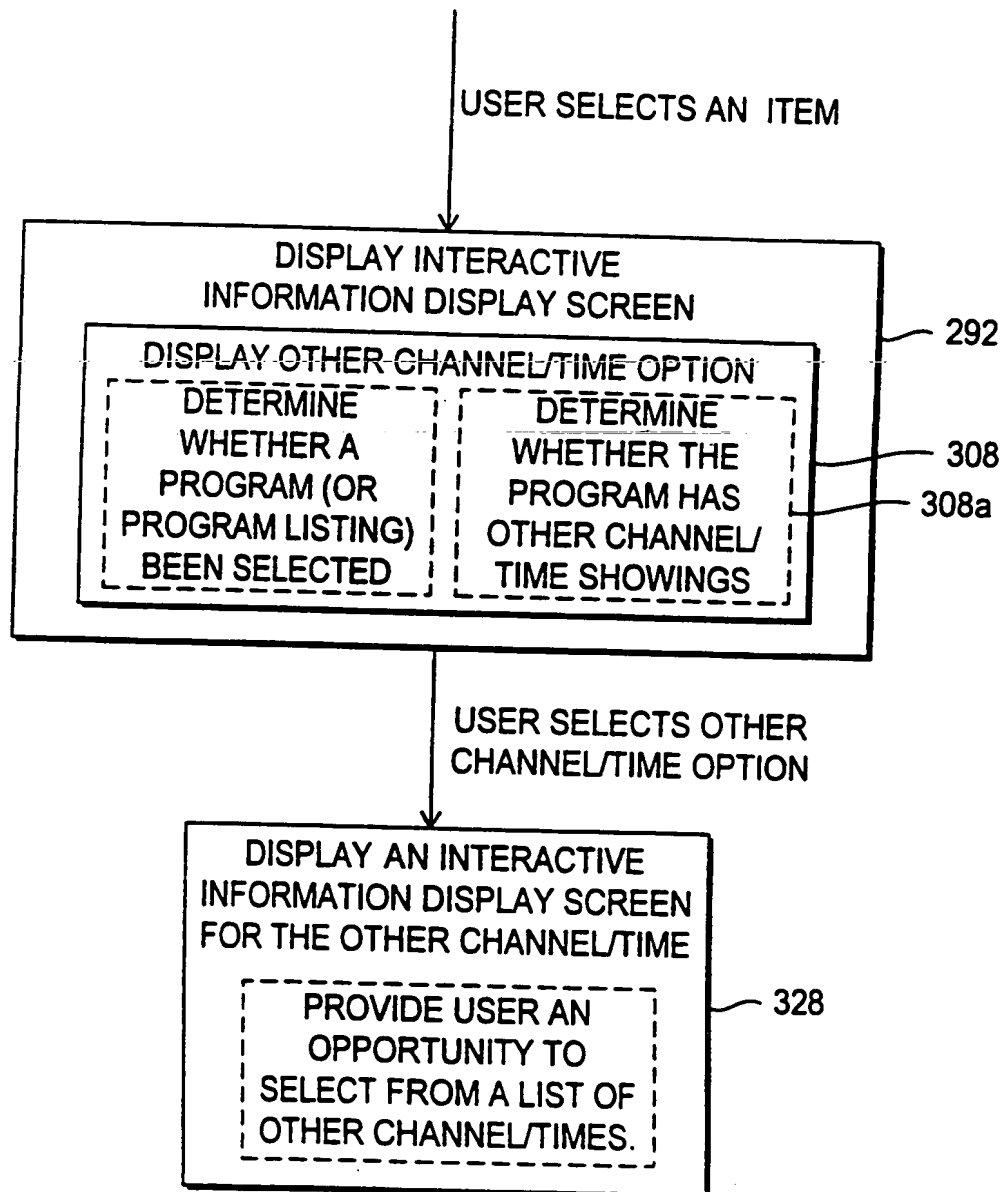 USER SELECTS AN ITEM
DISPLAY INTERACTIVE
INFORMATION DISPLAY SCREEN
292
DISPLAY OTHER CHANNEL/TIME OPTION
DETERMINE
WHETHER A
PROGRAM (OR
PROGRAM LISTING)
BEEN SELECTED
DETERMINE
WHETHER THE
PROGRAM HAS
OTHER CHANNEL/
TIME SHOWINGS
308
308a
USER SELECTS OTHER
CHANNEL/TIME OPTION
DISPLAY AN INTERACTIVE
INFORMATION DISPLAY SCREEN
FOR THE OTHER CHANNEL/TIME
328
PROVIDE USER AN
OPPORTUNITY TO
SELECT FROM A LIST OF
OTHER CHANNEL/TIMES.